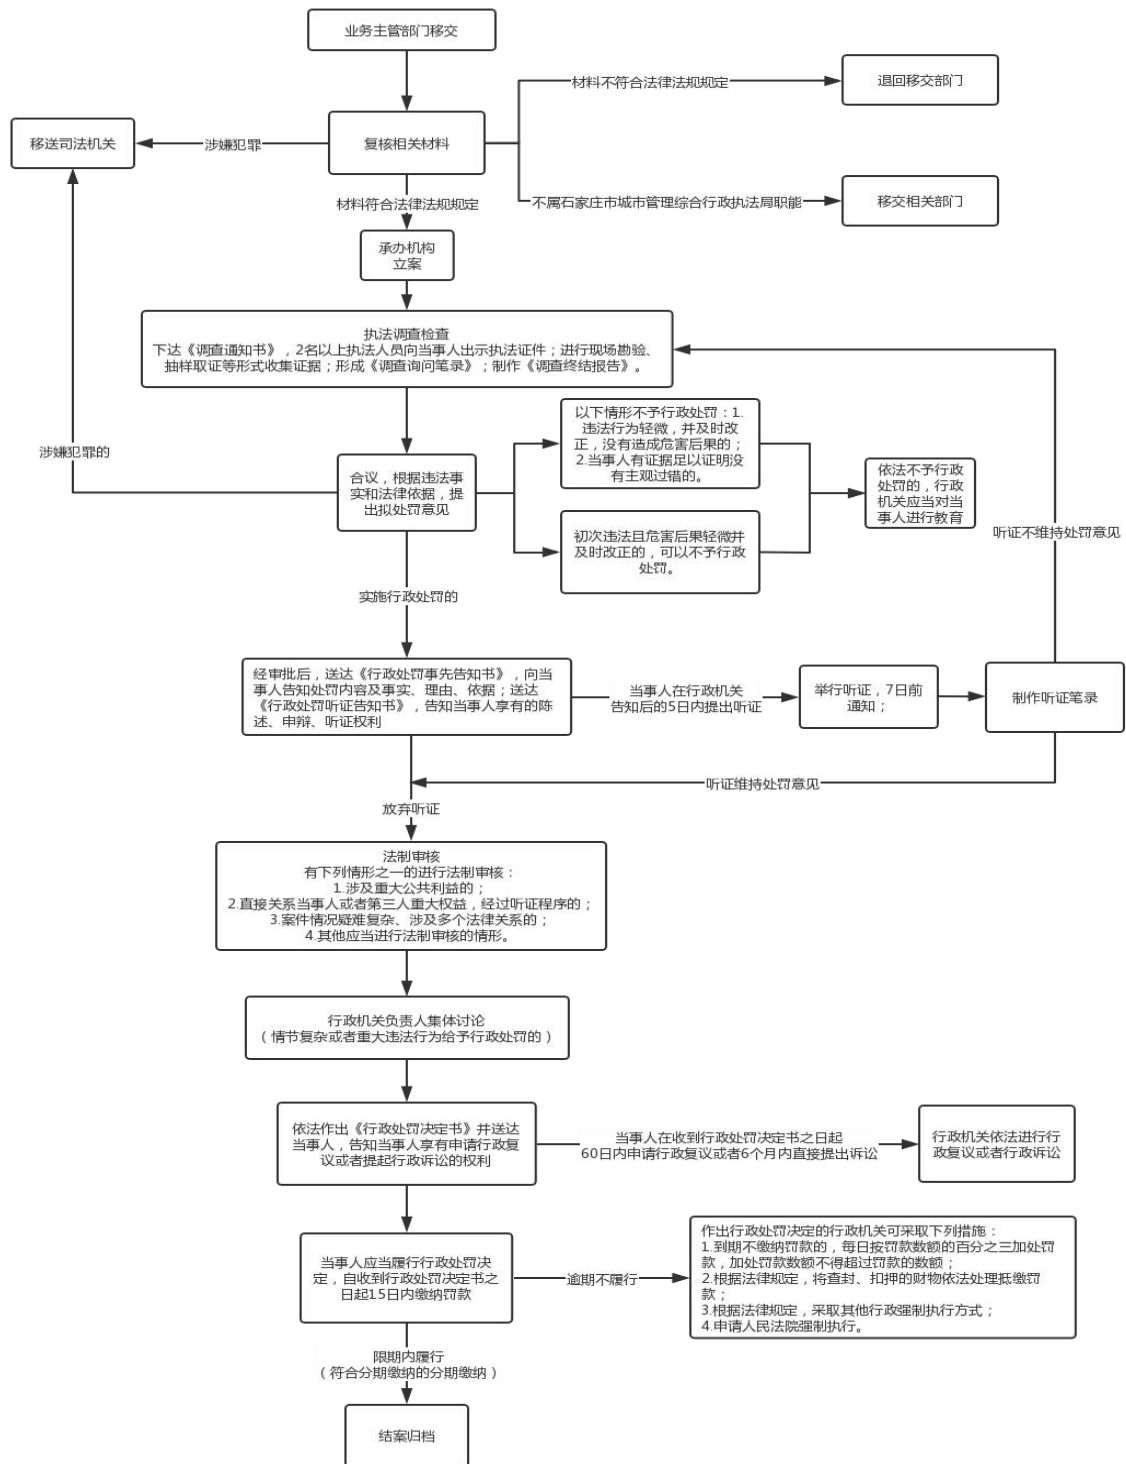 业务主管部门移交
材料不符合法律法规规定
退回移交部门
移送司法机关
涉嫌犯罪
复核相关材料
不属石家庄市城市管理综合行政执法局职能
移交相关部门
材料符合法律法规规定
承办机构
立案
执法调查检查
下达《调查通知书》，2名以上执法人员向当事人出示执法证件；进行现场勘验、
抽样取证等形式收集证据；形成《调查询问笔录》；制作《调查终结报告》。
涉嫌犯罪的
合议，根据违法事
实和法律依据，提
出拟处罚意见
以下情形不予行政处罚：1.
违法行为轻微，并及时改
正，没有造成危害后果的；
2.当事人有证据足以证明没
有主观过错的。
初次违法且危害后果轻微并
及时改正的，可以不予行政
处罚。
依法不予行政
处罚的，行政
机关应当对当
事人进行教育
听证不维持处罚意见
实施行政处罚的
经审批后，送达《行政处罚事先告知书》，向当
事人告知处罚内容及事实、理由、依据；送达
《行政处罚听证告知书》，告知当事人享有的陈
述、申辩、听证权利
当事人在行政机关
告知后的5日内提出听证
举行听证，7日前
通知；
制作听证笔录
听证维持处罚意见
放弃听证
法制审核
有下列情形之一的进行法制审核：
1.涉及重大公共利益的；
2.直接关系当事人或者第三人重大权益，经过听证程序的；
3.案件情况疑难复杂、涉及多个法律关系的；
4.其他应当进行法制审核的情形。
行政机关负责人集体讨论
（情节复杂或者重大违法行为给予行政处罚的）
依法作出《行政处罚决定书》并送达
当事人，告知当事人享有申请行政复
议或者提起行政诉讼的权利
当事人在收到行政处罚决定书之日起
60日内申请行政复议或者6个月内直接提出诉讼
行政机关依法进行行
政复议或者行政诉讼
当事人应当履行行政处罚决
定，自收到行政处罚决定书之
日起15日内缴纳罚款
逾期不履行
作出行政处罚决定的行政机关可采取下列措施：
1.到期不缴纳罚款的，每日按罚款数额的百分之三加处罚
款，加处罚款数额不得超过罚款的数额；
2.根据法律规定，将查封、扣押的财物依法处理抵缴罚
款；
3.根据法律规定，采取其他行政强制执行方式；
4.申请人民法院强制执行。
限期内履行
（符合分期缴纳的分期缴纳）
结案归档